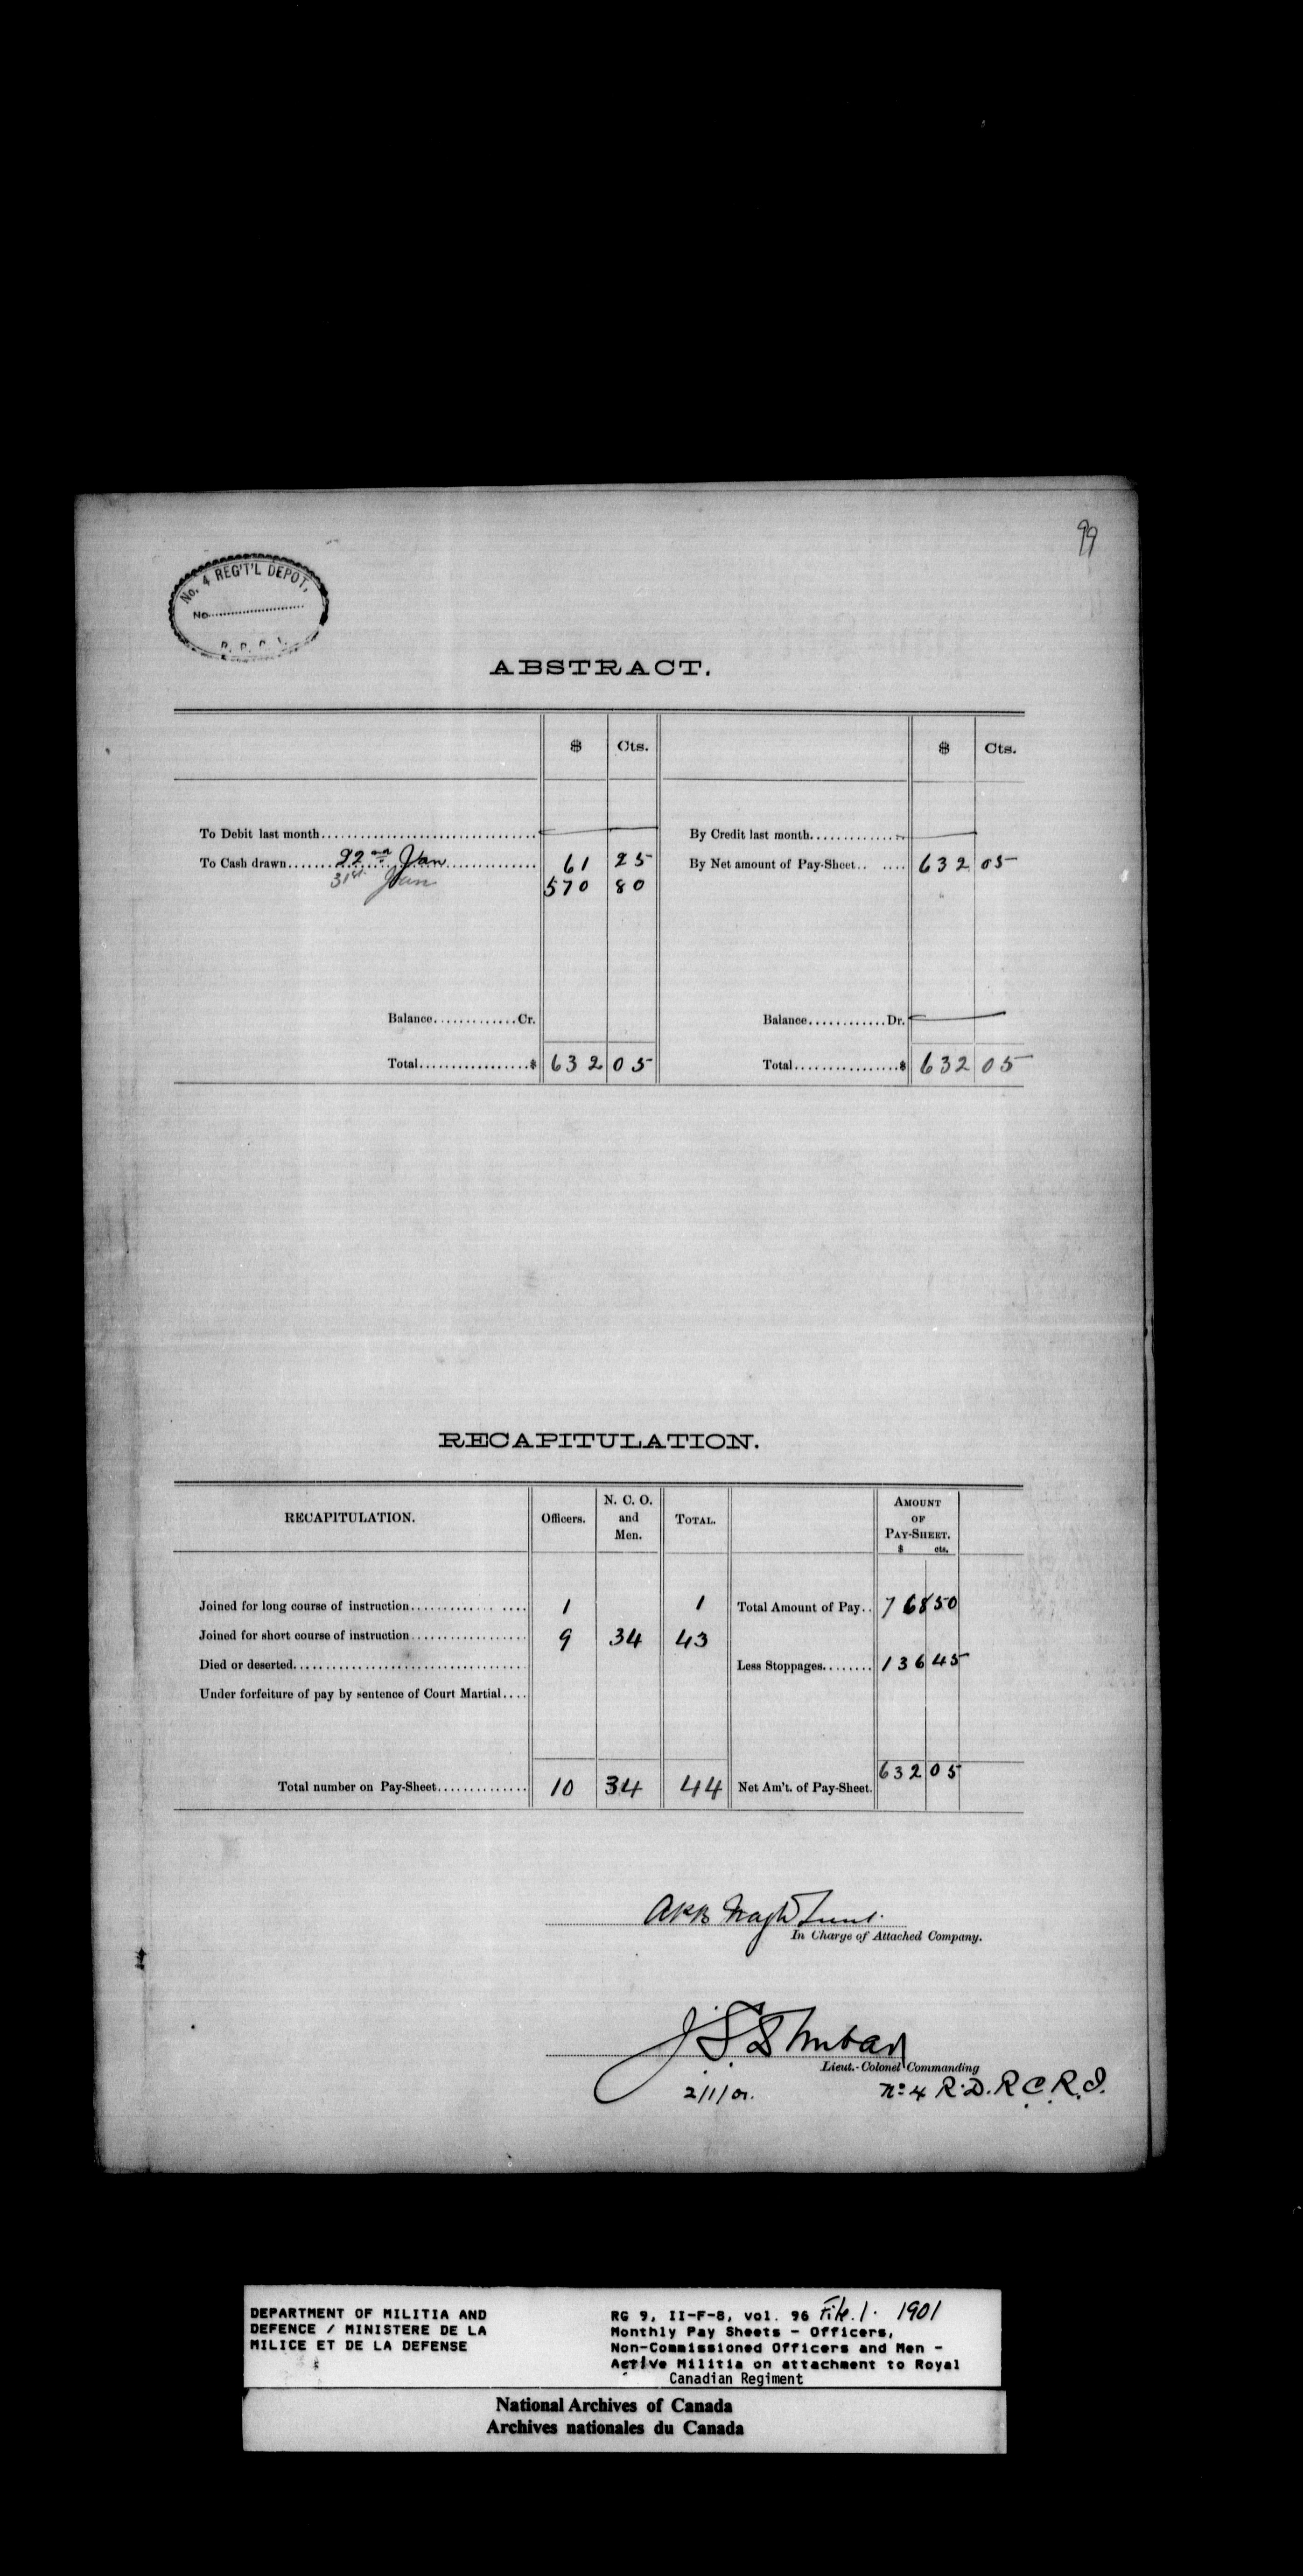 99
No. 4 REG'T'L DEPOT,
No.
R. R. C. I.
ABSTRACT.
$ Cts. $ Cts.
To Debit last month By Credit last month
To Cash drawn 22nd Jan 61 25 By Net amount of Pay-Sheet 632 05
31st Jan 570 80
Balance Cr. Balance Dr.
Total $ 632 05 Total $ 632 05
RECAPITULATION.
RECAPITULATION. Officers. N. C. O. and Men. TOTAL. AMOUNT OF PAY-SHEET. $ cts.
Joined for long course of instruction 1 1 Total Amount of Pay 768 50
Joined for short course of instruction 9 34 43
Died or deserted Less Stoppages 136 45
Under forfeiture of pay by sentence of Court Martial
Total number on Pay-Sheet 10 34 44 Net Am't. of Pay-Sheet. 632 05
In Charge of Attached Company.
Lieut.-Colonel Commanding
2/1/01. No 4 R.D. R.C.R.I.
DEPARTMENT OF MILITIA AND
DEFENCE / MINISTERE DE LA
MILICE ET DE LA DEFENSE
RG 9, II-F-8, vol. 96 File. 1. 1901
Monthly Pay Sheets - Officers,
Non-Commissioned Officers and Men -
Active Militia on attachment to Royal
Canadian Regiment
National Archives of Canada
Archives nationales du Canada